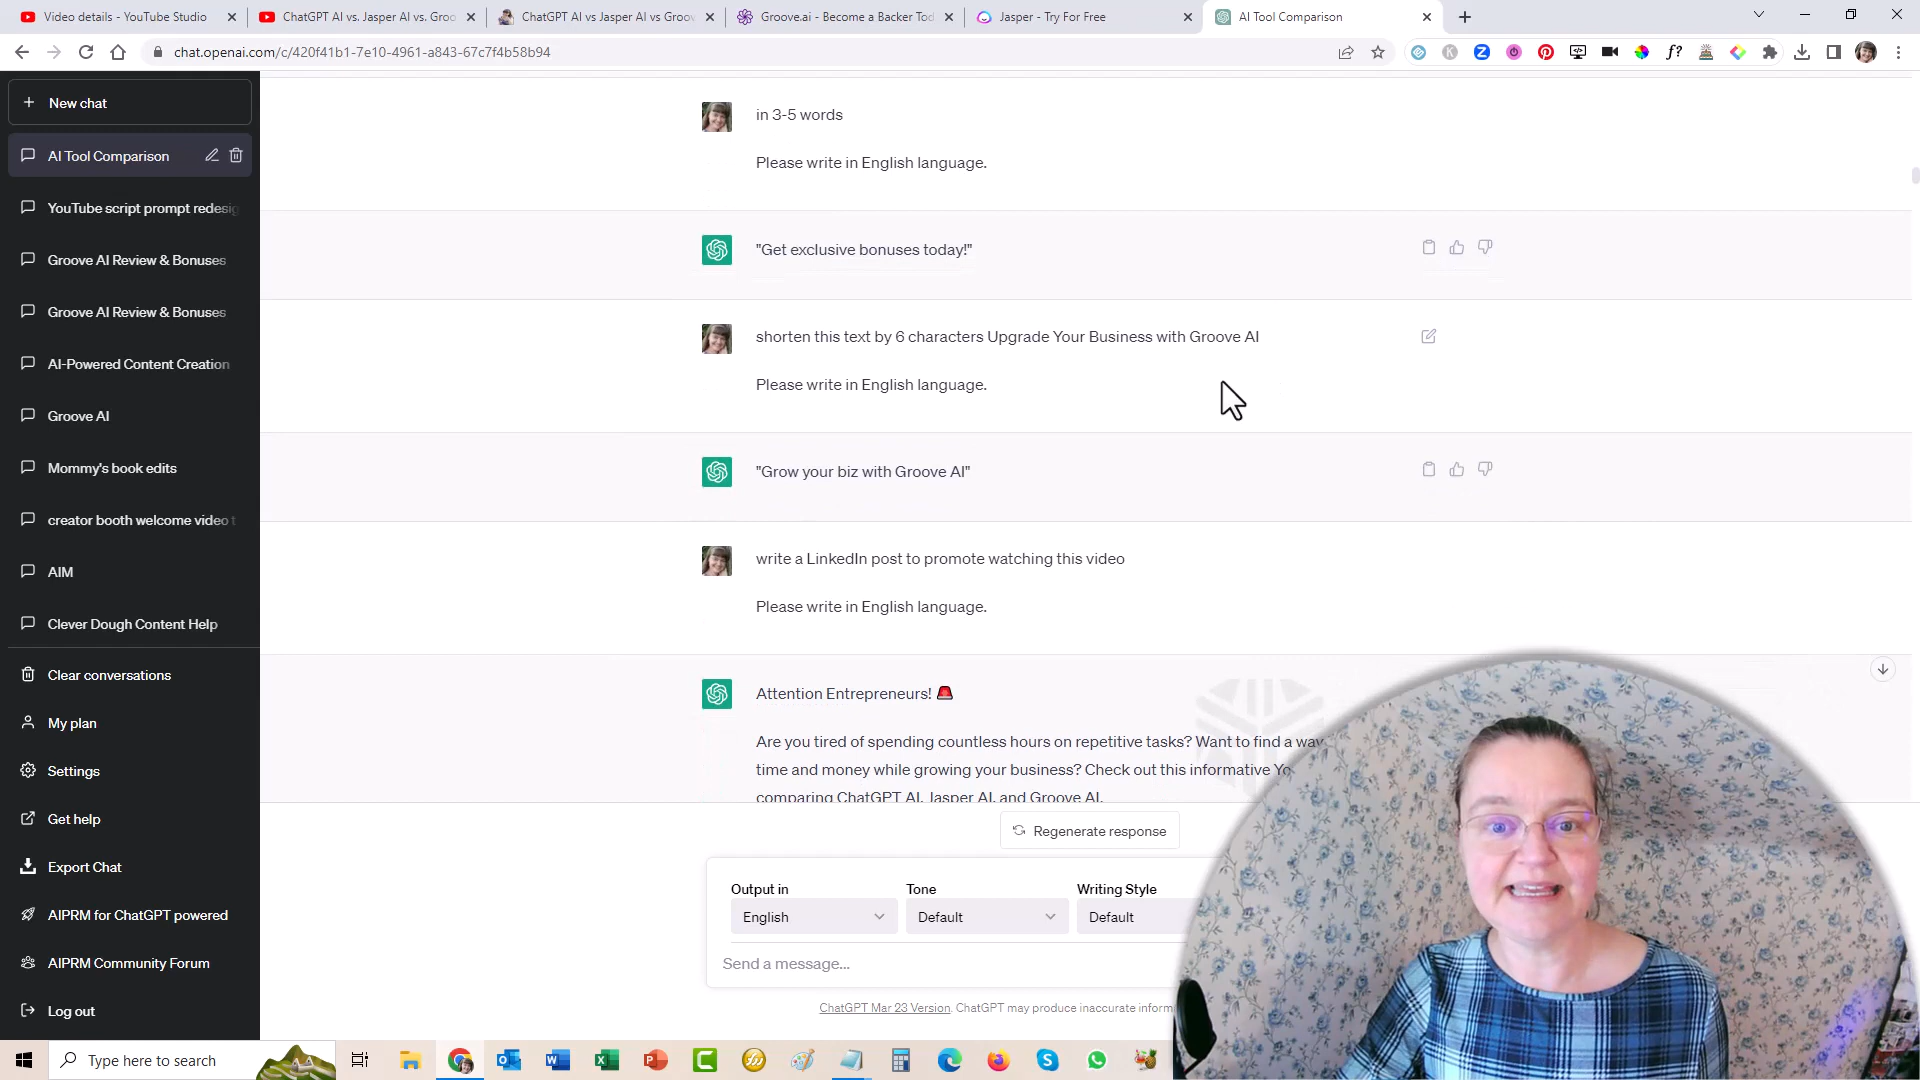 Video details - YouTube Studio
ChatGPT AI vs. Jasper AI vs. Groo
ChatGPT AI vs Jasper AI vs Groov
Groove.ai - Become a Backer Tod
Jasper - Try For Free
AI Tool Comparison
chat.openai.com/c/420f41b1-7e10-4961-a843-67c7f4b58b94
New chat
AI Tool Comparison
YouTube script prompt redesig
Groove AI Review & Bonuses
Groove AI Review & Bonuses
AI-Powered Content Creation
Groove AI
Mommy's book edits
creator booth welcome video t
AIM
Clever Dough Content Help
Clear conversations
My plan
Settings
Get help
Export Chat
AIPRM for ChatGPT powered
AIPRM Community Forum
Log out
in 3-5 words
Please write in English language.
"Get exclusive bonuses today!"
shorten this text by 6 characters Upgrade Your Business with Groove AI
Please write in English language.
"Grow your biz with Groove AI"
write a LinkedIn post to promote watching this video
Please write in English language.
Attention Entrepreneurs! 🚨
Are you tired of spending countless hours on repetitive tasks? Want to find a way
time and money while growing your business? Check out this informative Yo
comparing ChatGPT AI, Jasper AI, and Groove AI.
Regenerate response
Output in
Tone
Writing Style
English
Default
Default
Send a message...
ChatGPT Mar 23 Version. ChatGPT may produce inaccurate inform
Type here to search